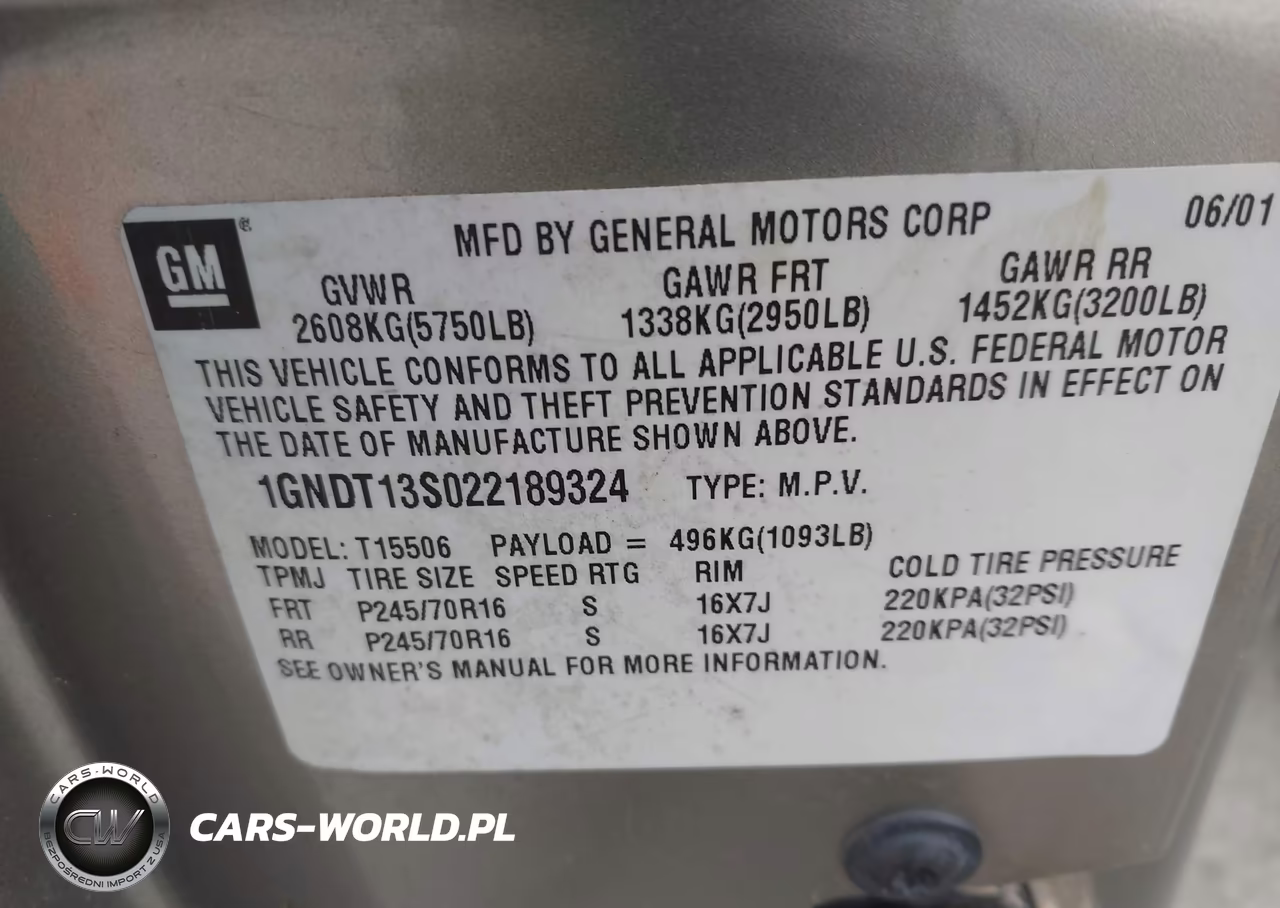 GM
MFD BY GENERAL MOTORS CORP 06/01
GVWR GAWR FRT GAWR RR
2608KG(5750LB) 1338KG(2950LB) 1452KG(3200LB)
THIS VEHICLE CONFORMS TO ALL APPLICABLE U.S. FEDERAL MOTOR
VEHICLE SAFETY AND THEFT PREVENTION STANDARDS IN EFFECT ON
THE DATE OF MANUFACTURE SHOWN ABOVE.
1GNDT13S022189324 TYPE: M.P.V.
MODEL: T15506 PAYLOAD = 496KG(1093LB)
TPMJ TIRE SIZE SPEED RTG RIM COLD TIRE PRESSURE
FRT P245/70R16 S 16X7J 220KPA(32PSI)
RR P245/70R16 S 16X7J 220KPA(32PSI)
SEE OWNER'S MANUAL FOR MORE INFORMATION.
CARS-WORLD
CW
BEZPOŚREDNI IMPORT Z USA
CARS-WORLD.PL